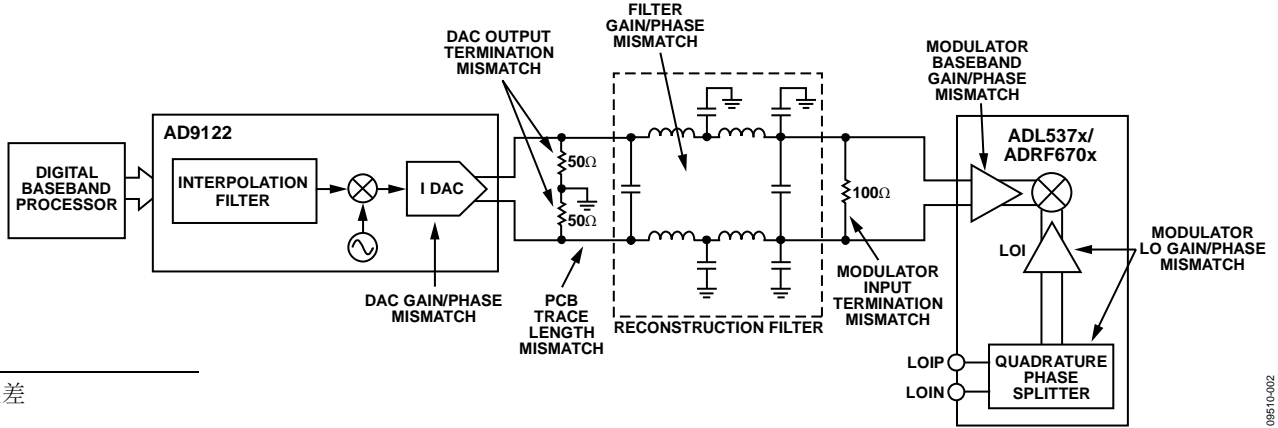 FILTER
GAIN/PHASE
MISMATCH
DAC OUTPUT
TERMINATION
MISMATCH
MODULATOR
BASEBAND
GAIN/PHASE
MISMATCH
AD9122
ADL537x/
ADRF670x
DIGITAL
BASEBAND
PROCESSOR
INTERPOLATION
FILTER
I DAC
50Ω
50Ω
100Ω
LOI
MODULATOR
LO GAIN/PHASE
MISMATCH
DAC GAIN/PHASE
MISMATCH
PCB
TRACE
LENGTH
MISMATCH
RECONSTRUCTION FILTER
MODULATOR
INPUT
TERMINATION
MISMATCH
LOIP
LOIN
QUADRATURE
PHASE
SPLITTER
差
09510-002